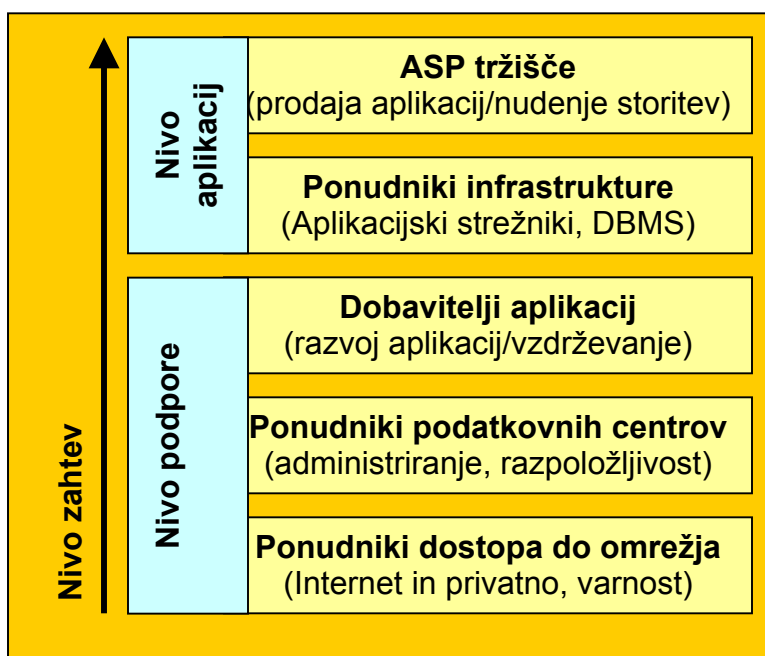 Nivo zahtev
Nivo
aplikacij
ASP tržišče
(prodaja aplikacij/nudenje storitev)
Ponudniki infrastrukture
(Aplikacijski strežniki, DBMS)
Nivo podpore
Dobavitelji aplikacij
(razvoj aplikacij/vzdrževanje)
Ponudniki podatkovnih centrov
(administriranje, razpoložljivost)
Ponudniki dostopa do omrežja
(Internet in privatno, varnost)